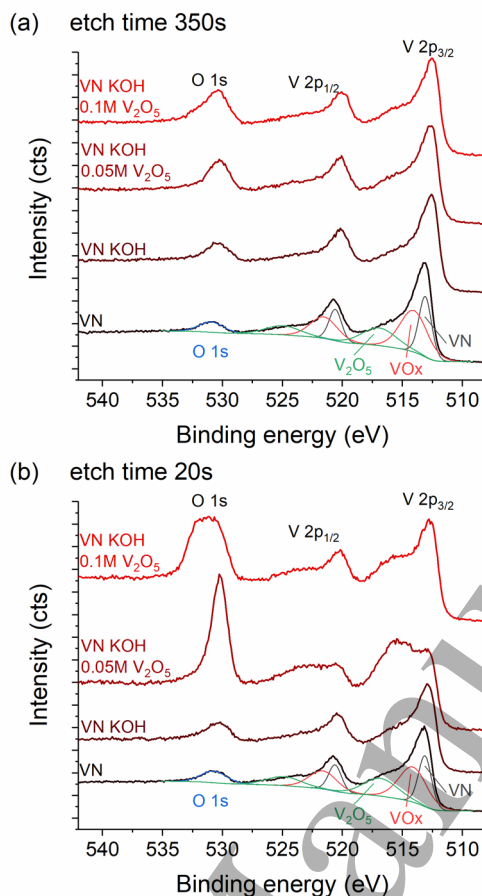 (a) etch time 350s
O 1s
V 2p1/2
V 2p3/2
VN KOH
0.1M V2O5
VN KOH
0.05M V2O5
VN KOH
VN
O 1s
V2O5
VOx
VN
Intensity (cts)
540 535 530 525 520 515 510
Binding energy (eV)
(b) etch time 20s
O 1s
V 2p1/2
V 2p3/2
VN KOH
0.1M V2O5
VN KOH
0.05M V2O5
VN KOH
VN
O 1s
V2O5
VOx
VN
Intensity (cts)
540 535 530 525 520 515 510
Binding energy (eV)